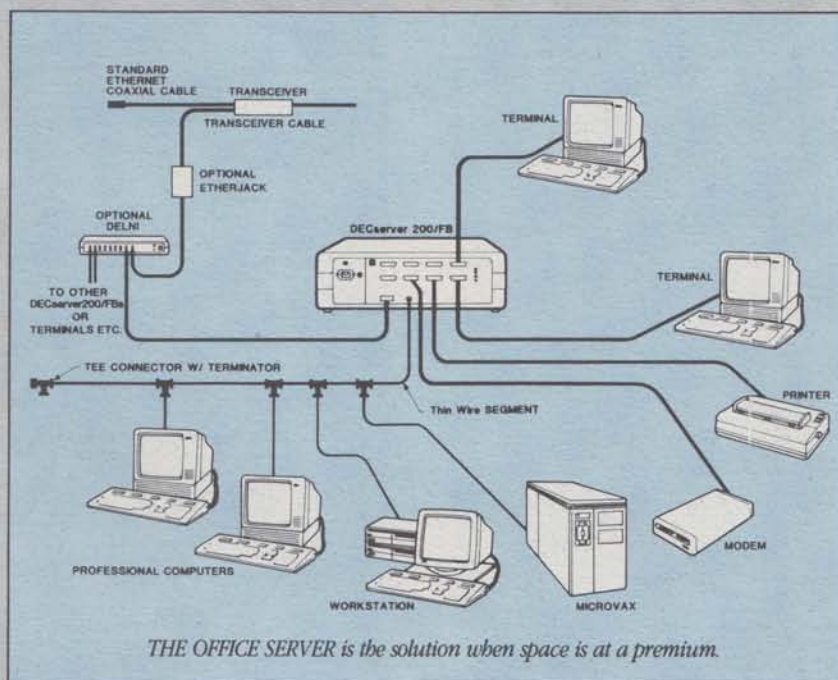 STANDARD
ETHERNET
COAXIAL CABLE
TRANSCEIVER
TRANSCEIVER CABLE
TERMINAL
OPTIONAL
ETHERJACK
OPTIONAL
DELNI
DECserver 200/FB
TO OTHER
DECserver200/FBs
OR
TERMINALS ETC.
TERMINAL
TEE CONNECTOR W/ TERMINATOR
Thin Wire SEGMENT
PRINTER
MODEM
PROFESSIONAL COMPUTERS
WORKSTATION
MICROVAX
THE OFFICE SERVER is the solution when space is at a premium.